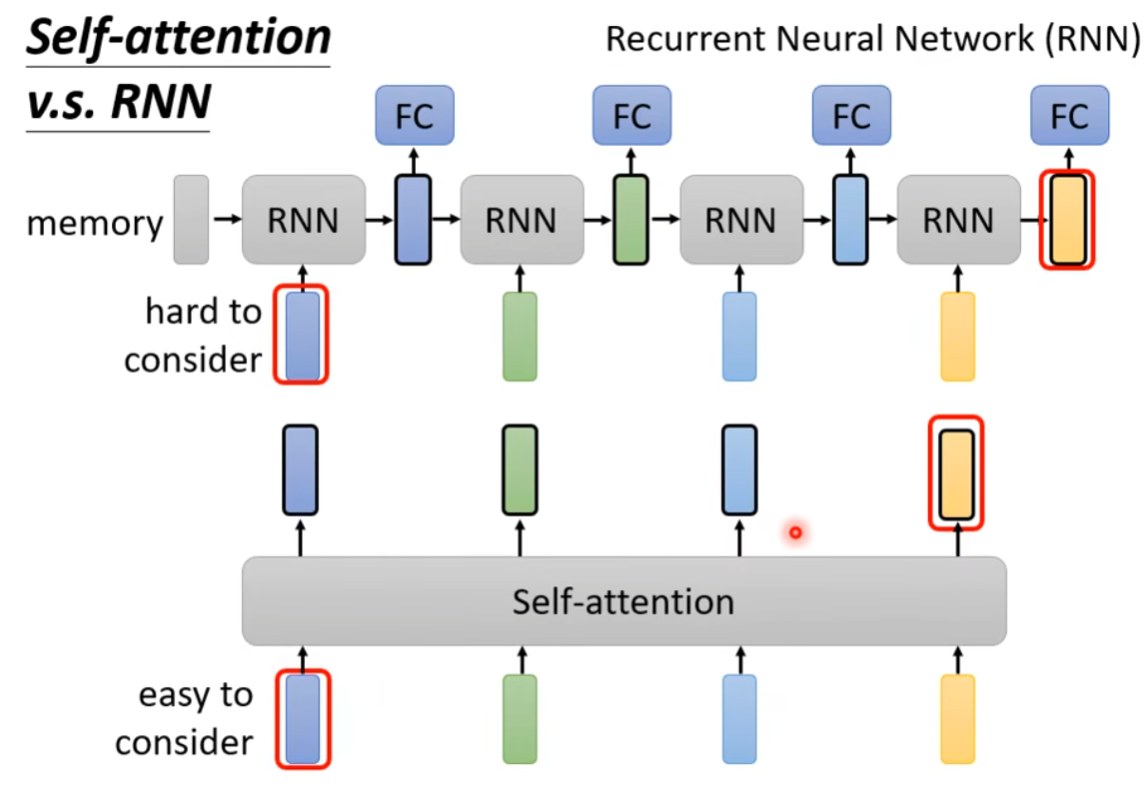 Self-attention
v.s. RNN
Recurrent Neural Network (RNN)
FC
FC
FC
FC
memory
RNN
RNN
RNN
RNN
hard to
consider
Self-attention
easy to
consider